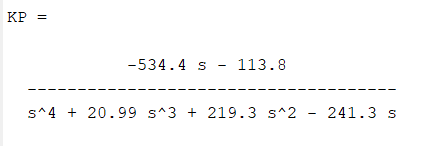 KP =
-534.4 s - 113.8
-------------------------------------
s^4 + 20.99 s^3 + 219.3 s^2 - 241.3 s